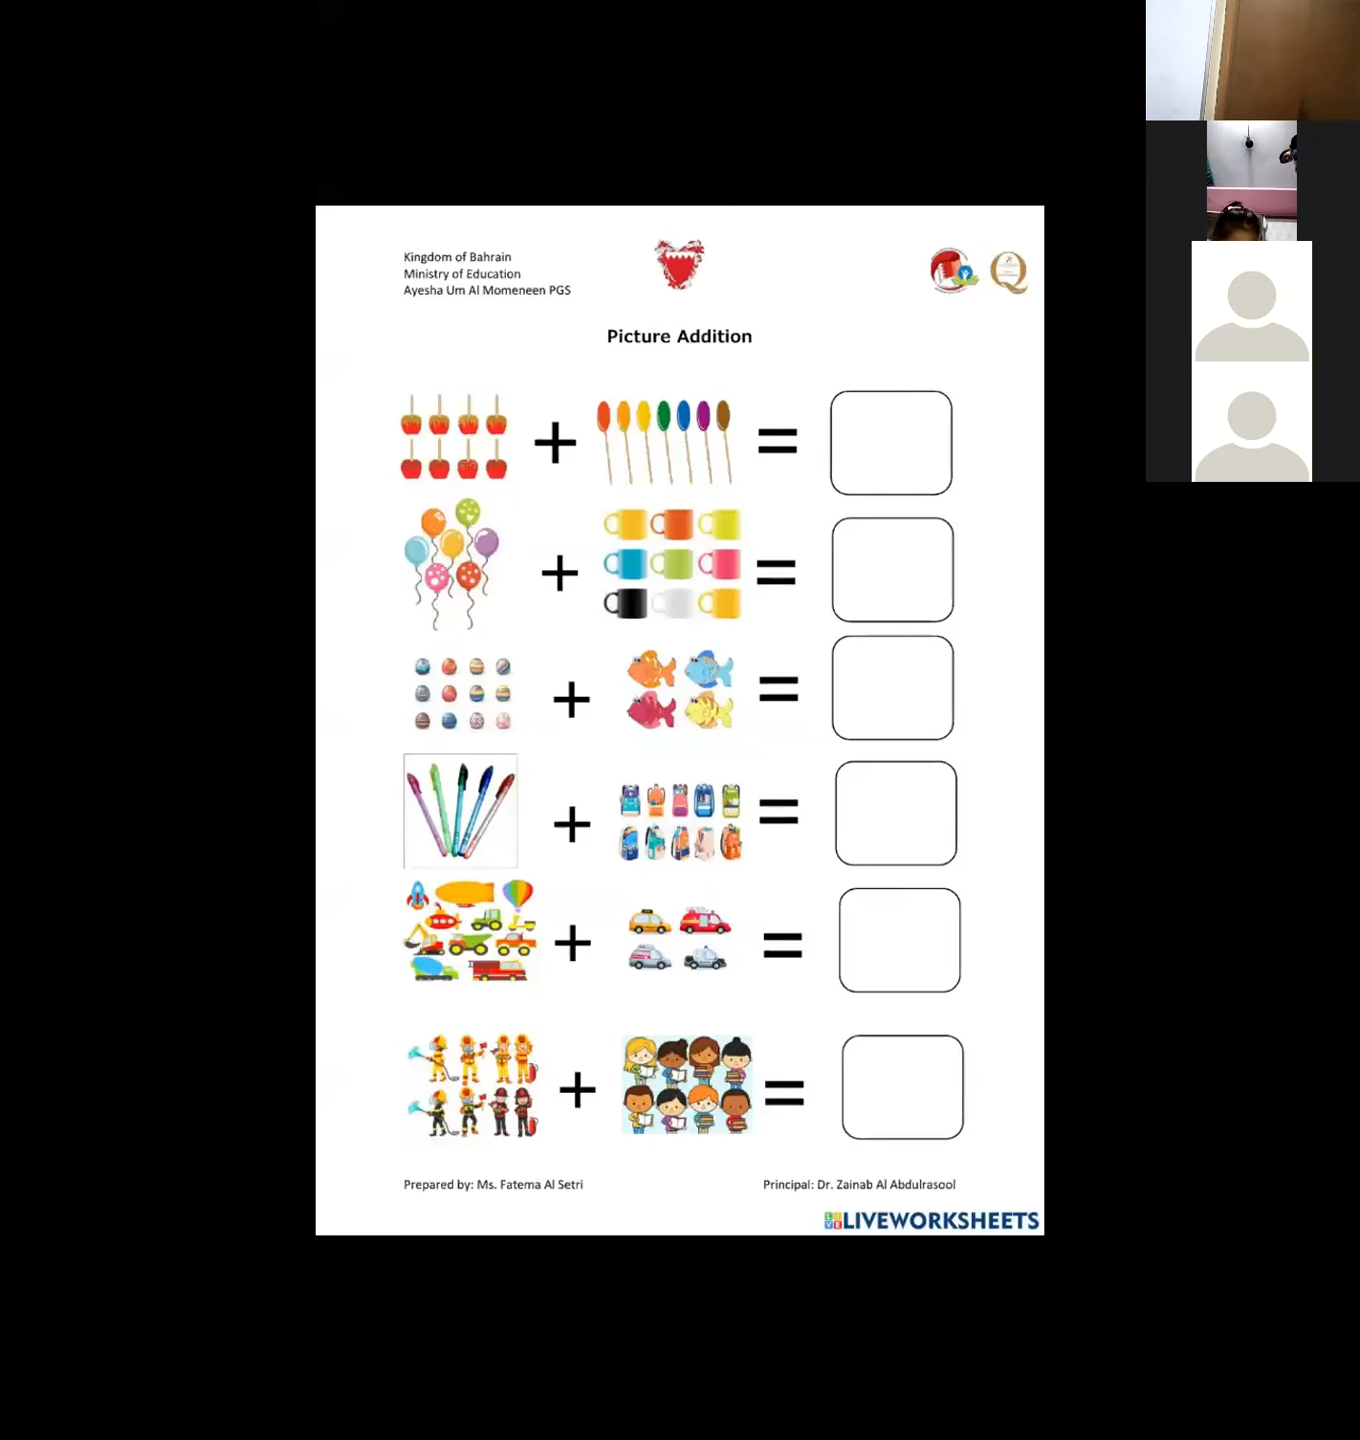 Kingdom of Bahrain
Ministry of Education
Ayesha Um Al Momeneen PGS
Picture Addition
+ =
+ =
+ =
+ =
+ =
+ =
Prepared by: Ms. Fatema Al Setri
Principal: Dr. Zainab Al Abdulrasool
LIVEWORKSHEETS